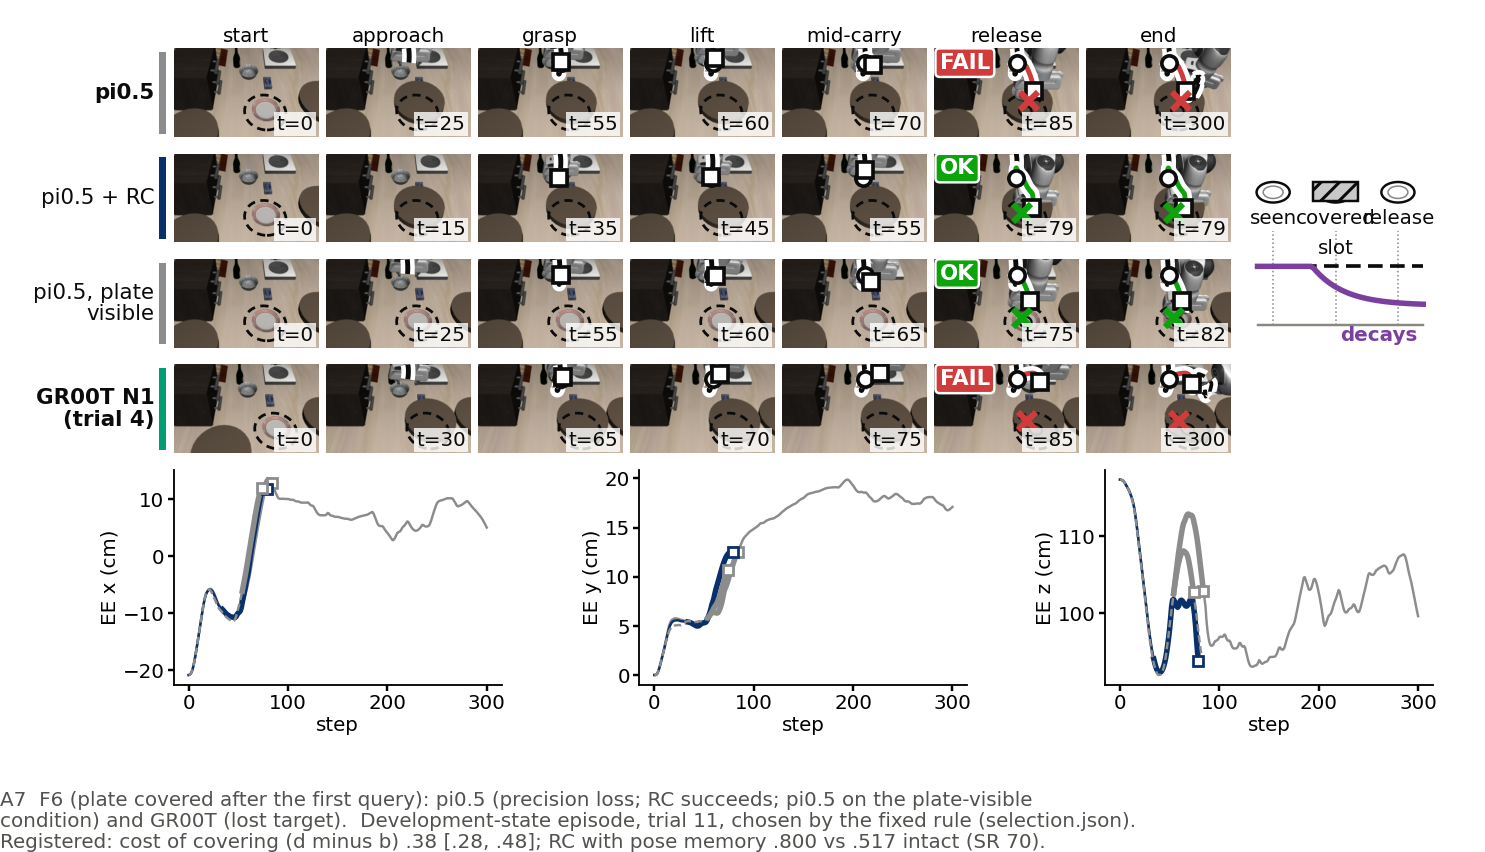 start approach grasp lift mid-carry release end
pi0.5
FAIL
t=0 t=25 t=55 t=60 t=70 t=85 t=300
pi0.5 + RC
OK
t=0 t=15 t=35 t=45 t=55 t=79 t=79
pi0.5, plate
visible
OK
t=0 t=25 t=55 t=60 t=65 t=75 t=82
GR00T N1
(trial 4)
FAIL
t=0 t=30 t=65 t=70 t=75 t=85 t=300
seen covered release
slot
decays
EE x (cm)
10
0
−10
−20
0 100 200 300
step
EE y (cm)
20
15
10
5
0
0 100 200 300
step
EE z (cm)
110
100
0 100 200 300
step
A7 F6 (plate covered after the first query): pi0.5 (precision loss; RC succeeds; pi0.5 on the plate-visible
condition) and GR00T (lost target). Development-state episode, trial 11, chosen by the fixed rule (selection.json).
Registered: cost of covering (d minus b) .38 [.28, .48]; RC with pose memory .800 vs .517 intact (SR 70).